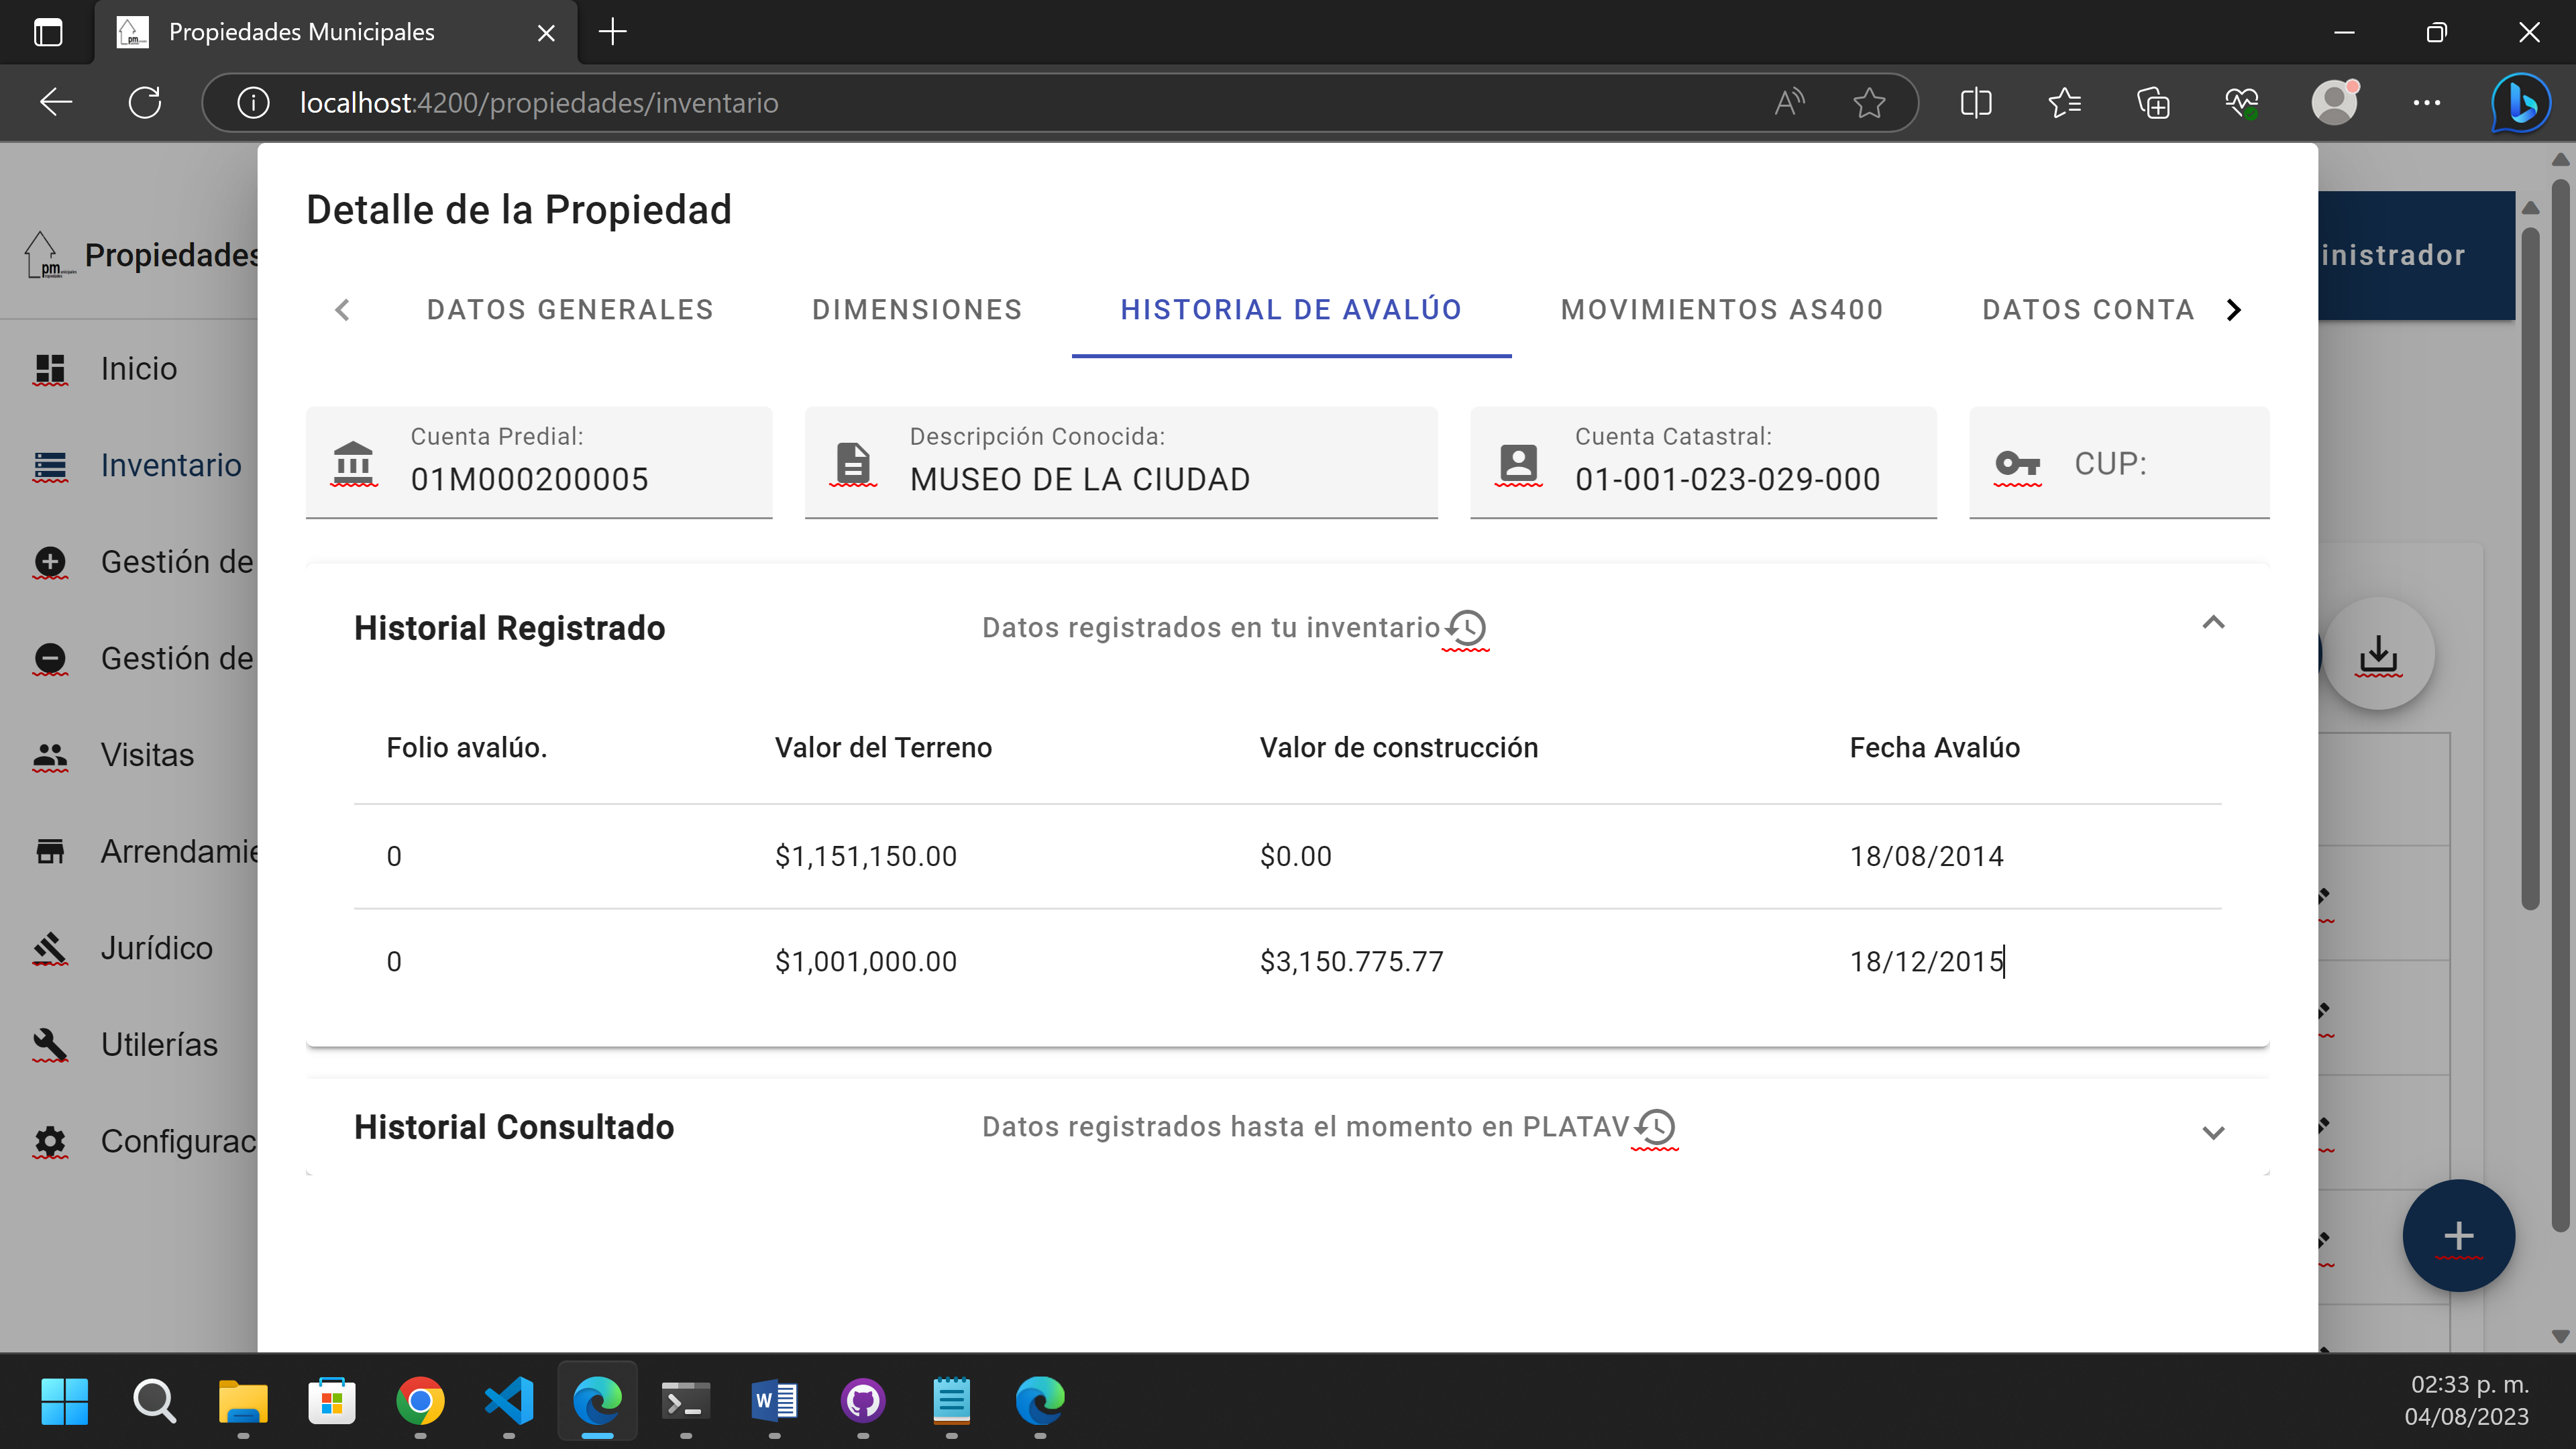 Propiedades Municipales
localhost:4200/propiedades/inventario
Detalle de la Propiedad
pm Propiedades
inistrador
DATOS GENERALES DIMENSIONES HISTORIAL DE AVALÚO MOVIMIENTOS AS400 DATOS CONTA
Inicio
Inventario
Gestión de
Gestión de
Visitas
Arrendamie
Jurídico
Utilerías
Configurac
Cuenta Predial:
01M000200005
Descripción Conocida:
MUSEO DE LA CIUDAD
Cuenta Catastral:
01-001-023-029-000
CUP:
Historial Registrado Datos registrados en tu inventario
Folio avalúo. Valor del Terreno Valor de construcción Fecha Avalúo
0 $1,151,150.00 $0.00 18/08/2014
0 $1,001,000.00 $3,150.775.77 18/12/2015
Historial Consultado Datos registrados hasta el momento en PLATAV
02:33 p. m.
04/08/2023